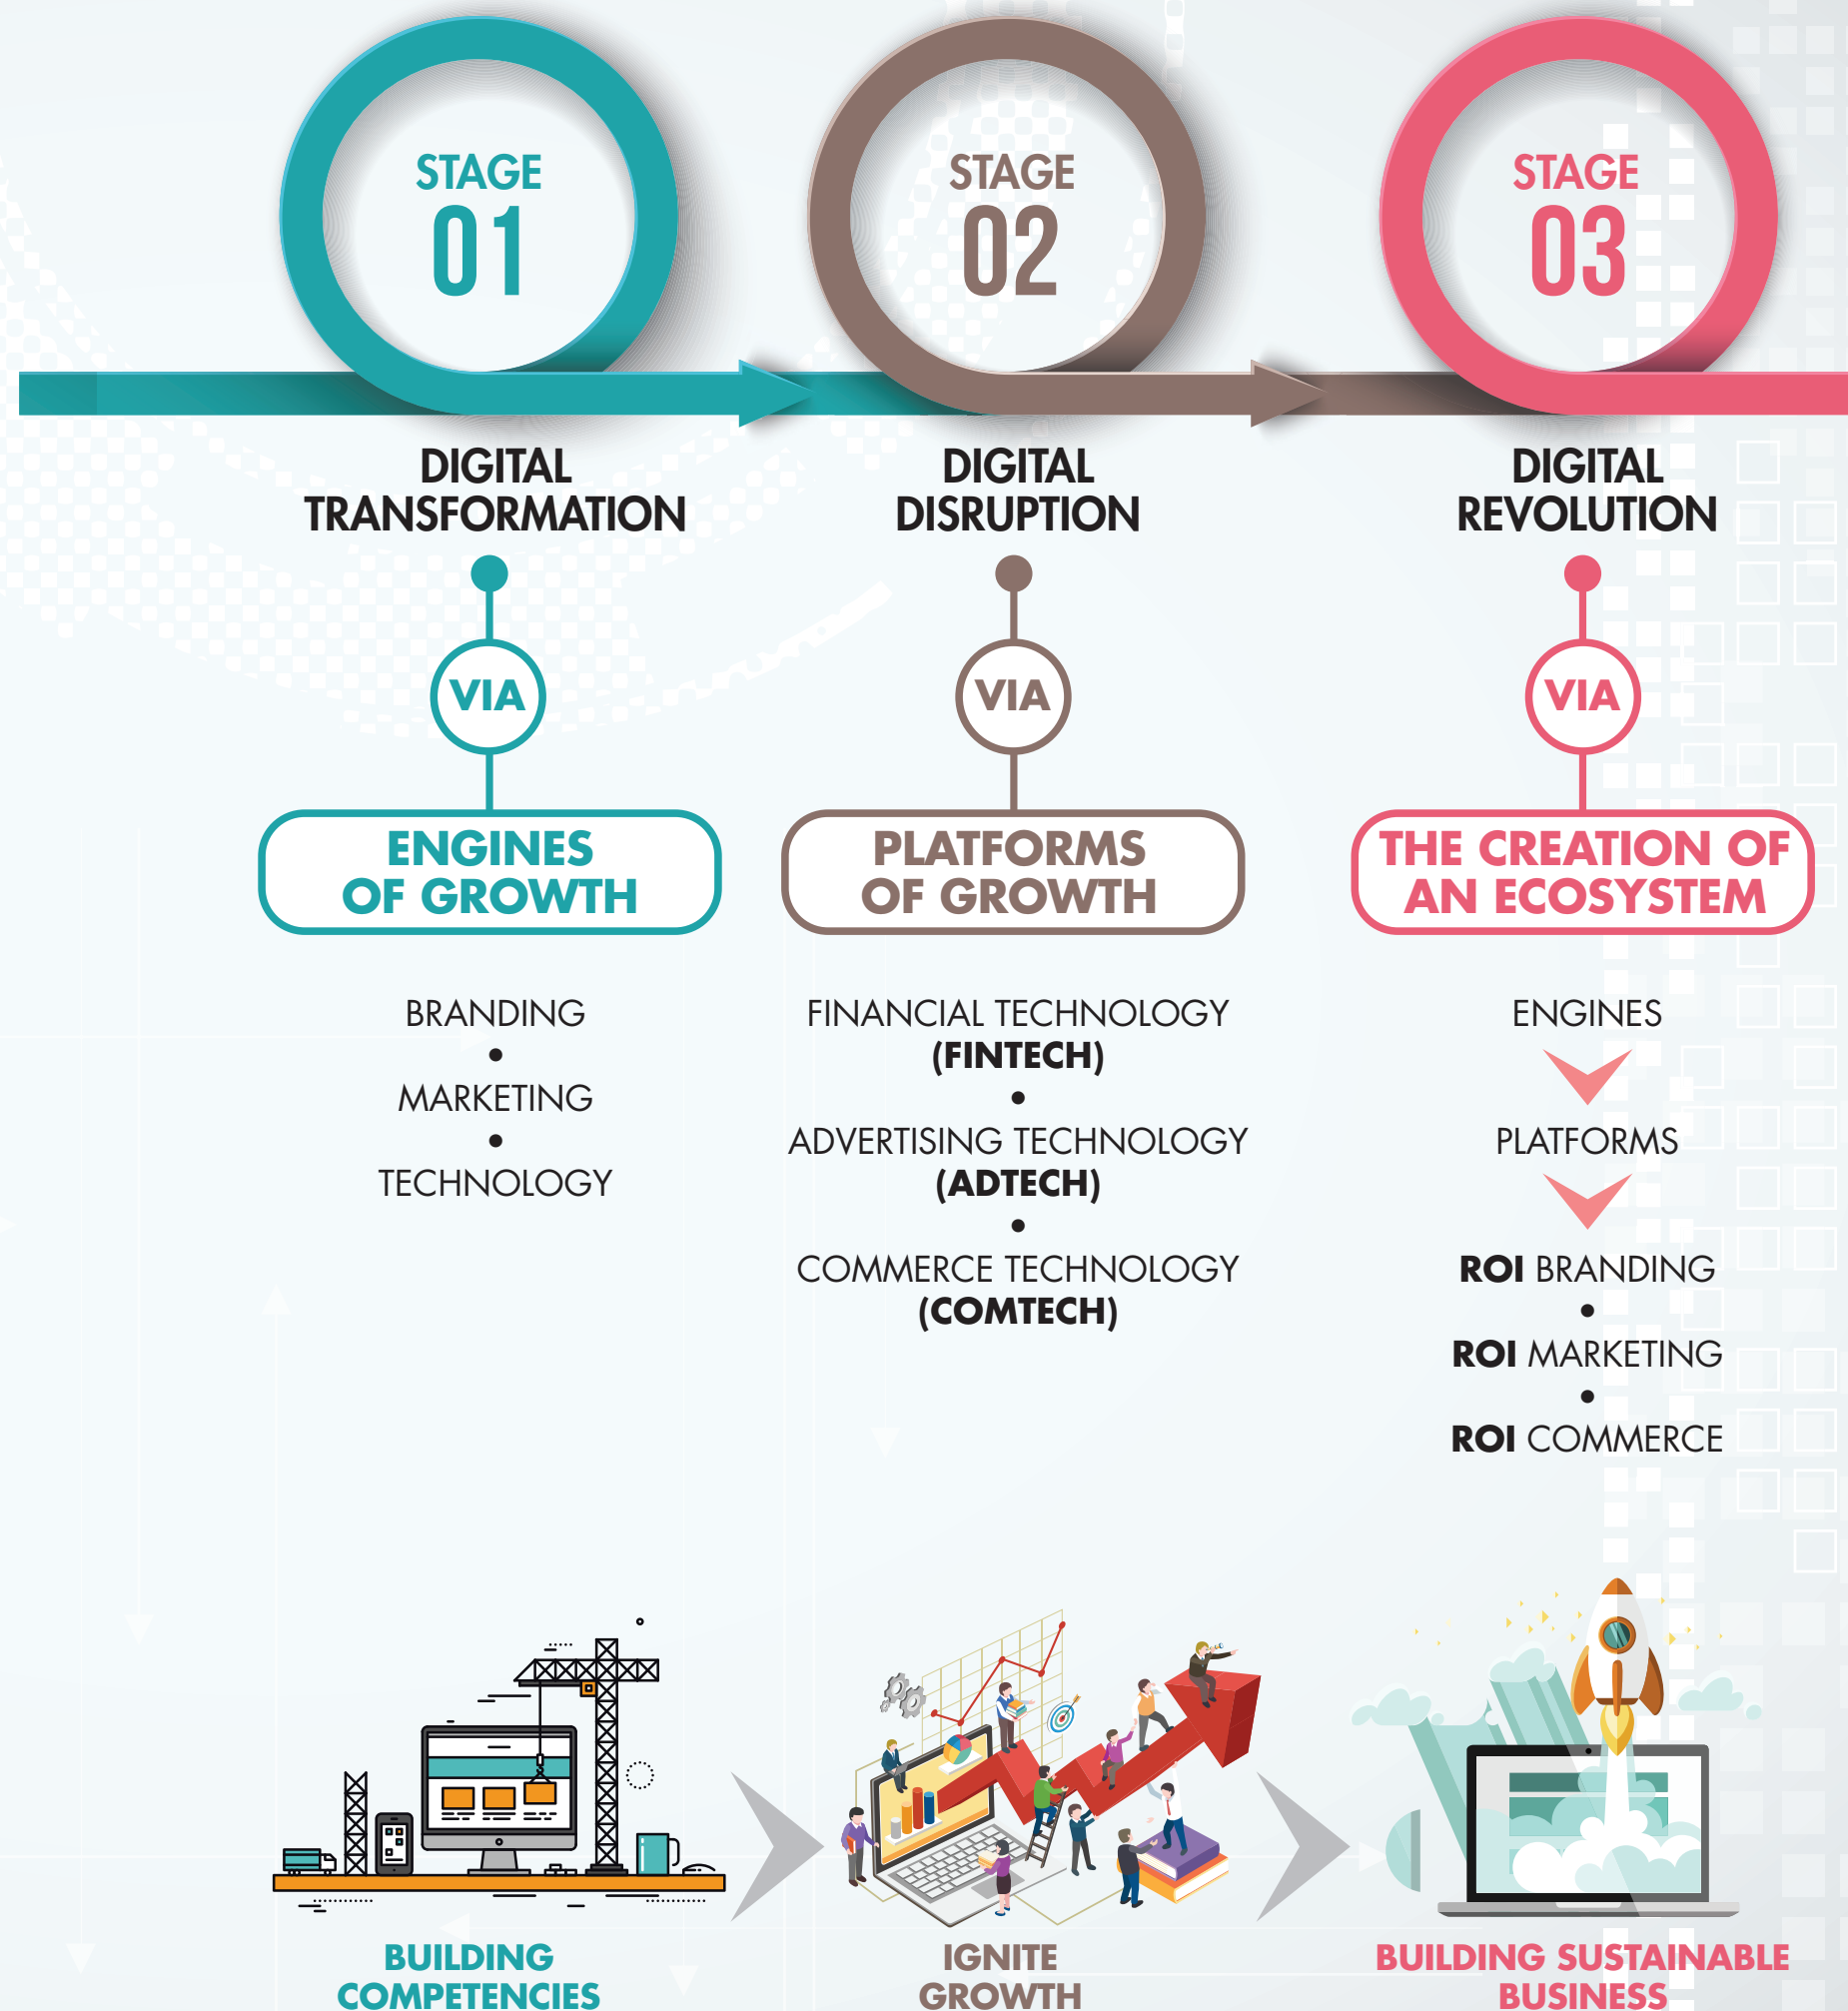 STAGE
01
DIGITAL
TRANSFORMATION
VIA
ENGINES
OF GROWTH
BRANDING
•
MARKETING
•
TECHNOLOGY
BUILDING
COMPETENCIES
STAGE
02
DIGITAL
DISRUPTION
VIA
PLATFORMS
OF GROWTH
FINANCIAL TECHNOLOGY
(FINTECH)
•
ADVERTISING TECHNOLOGY
(ADTECH)
•
COMMERCE TECHNOLOGY
(COMTECH)
IGNITE
GROWTH
STAGE
03
DIGITAL
REVOLUTION
VIA
THE CREATION OF
AN ECOSYSTEM
ENGINES
PLATFORMS
ROI BRANDING
•
ROI MARKETING
•
ROI COMMERCE
BUILDING SUSTAINABLE
BUSINESS